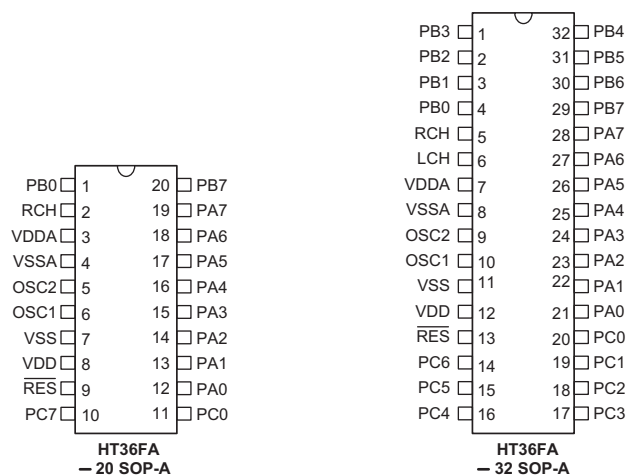 PB0 1 20 PB7
RCH 2 19 PA7
VDDA 3 18 PA6
VSSA 4 17 PA5
OSC2 5 16 PA4
OSC1 6 15 PA3
VSS 7 14 PA2
VDD 8 13 PA1
RES 9 12 PA0
PC7 10 11 PC0
HT36FA
– 20 SOP-A
PB3 1 32 PB4
PB2 2 31 PB5
PB1 3 30 PB6
PB0 4 29 PB7
RCH 5 28 PA7
LCH 6 27 PA6
VDDA 7 26 PA5
VSSA 8 25 PA4
OSC2 9 24 PA3
OSC1 10 23 PA2
VSS 11 22 PA1
VDD 12 21 PA0
RES 13 20 PC0
PC6 14 19 PC1
PC5 15 18 PC2
PC4 16 17 PC3
HT36FA
– 32 SOP-A